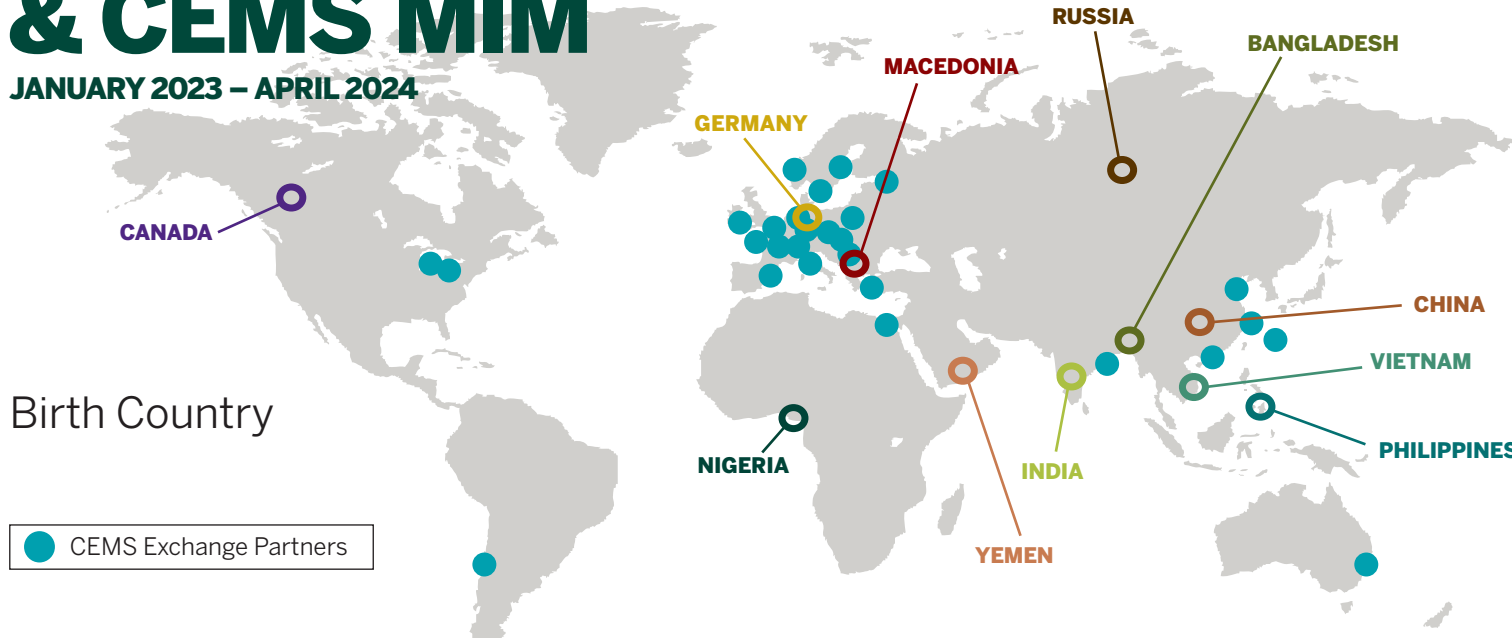 & CEMS MIM
JANUARY 2023 – APRIL 2024
RUSSIA
BANGLADESH
MACEDONIA
GERMANY
CANADA
CHINA
VIETNAM
Birth Country
PHILIPPINES
NIGERIA
INDIA
CEMS Exchange Partners
YEMEN